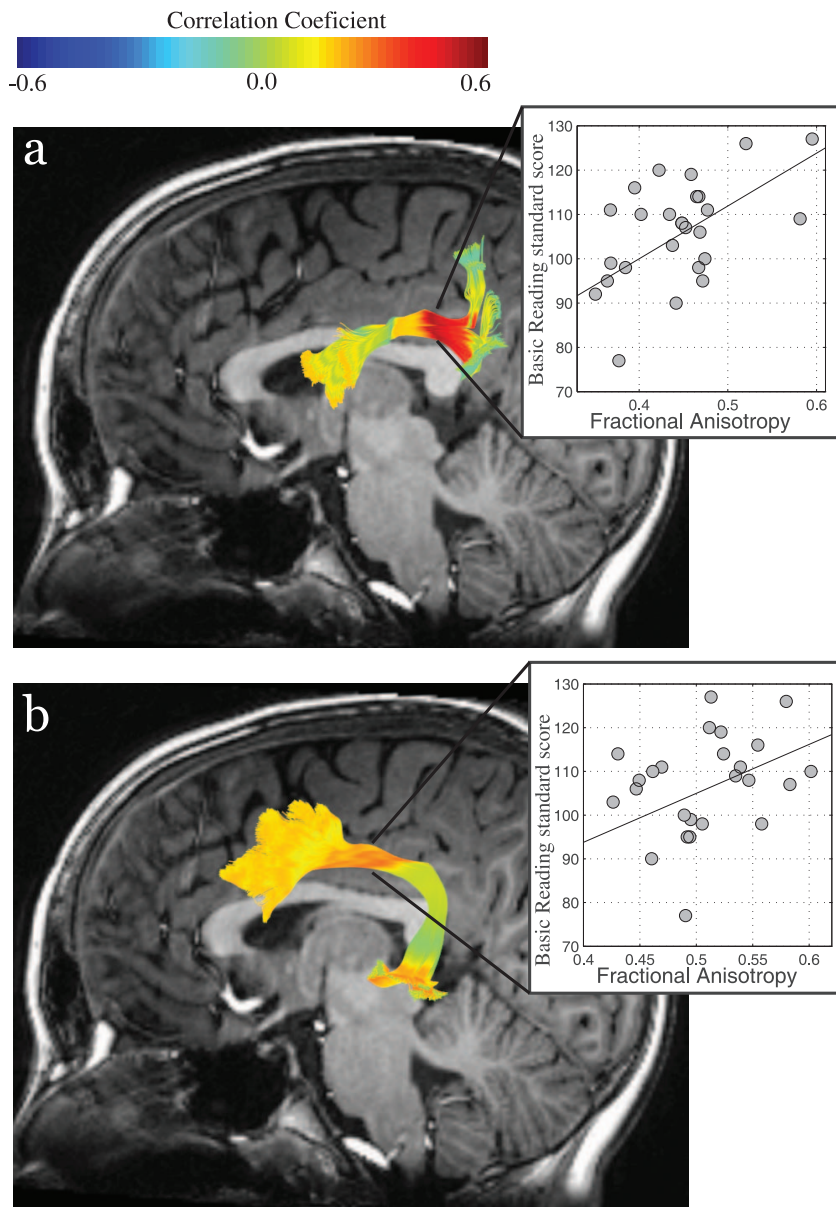 Correlation Coeficient
-0.6 0.0 0.6
a
130
120
110
100
90
80
70
0.4 0.5 0.6
Fractional Anisotropy
Basic Reading standard score
b
130
120
110
100
90
80
70
0.4 0.45 0.5 0.55 0.6
Fractional Anisotropy
Basic Reading standard score